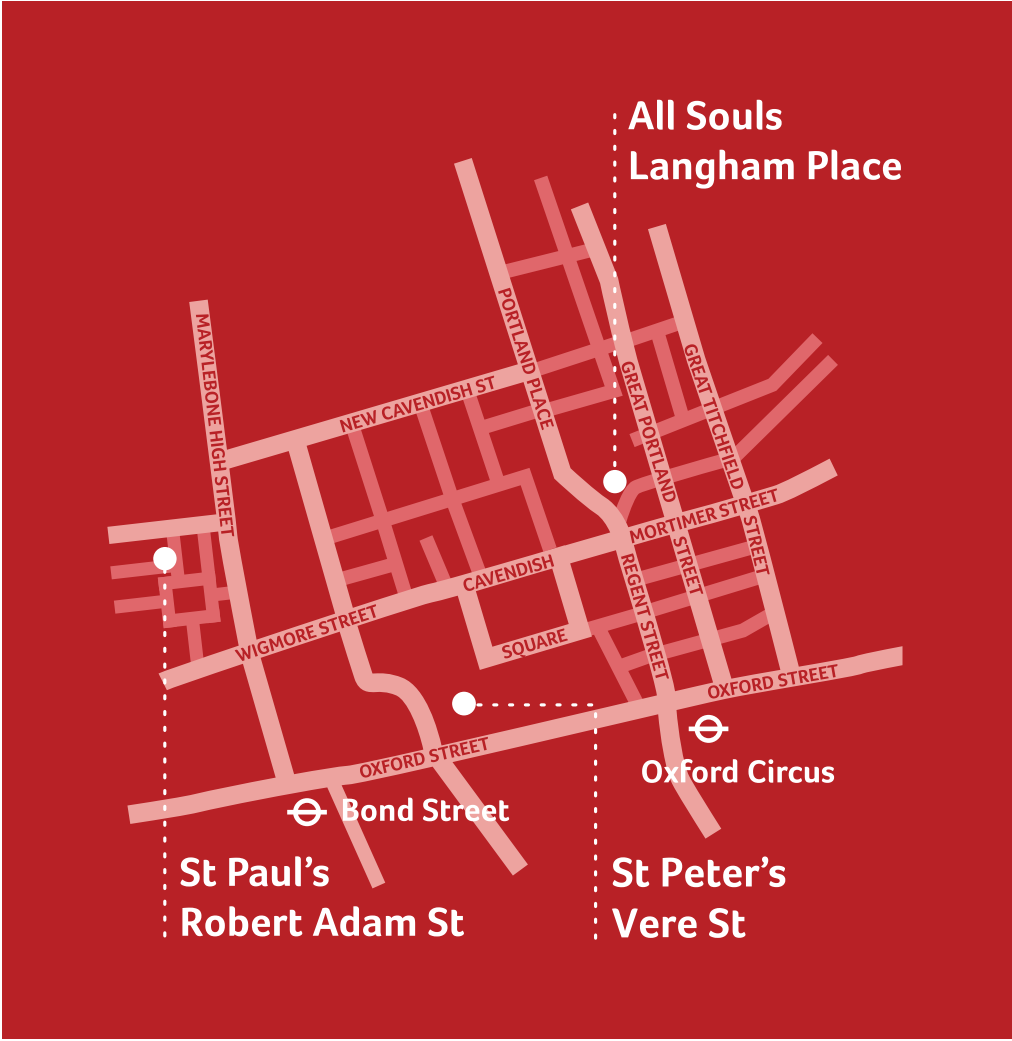 All Souls
Langham Place
PORTLAND PLACE
MARYLEBONE HIGH STREET
NEW CAVENDISH ST
GREAT PORTLAND STREET
GREAT TITCHFIELD STREET
MORTIMER STREET
CAVENDISH SQUARE
REGENT STREET
WIGMORE STREET
OXFORD STREET
OXFORD STREET
Oxford Circus
Bond Street
St Paul’s
Robert Adam St
St Peter’s
Vere St